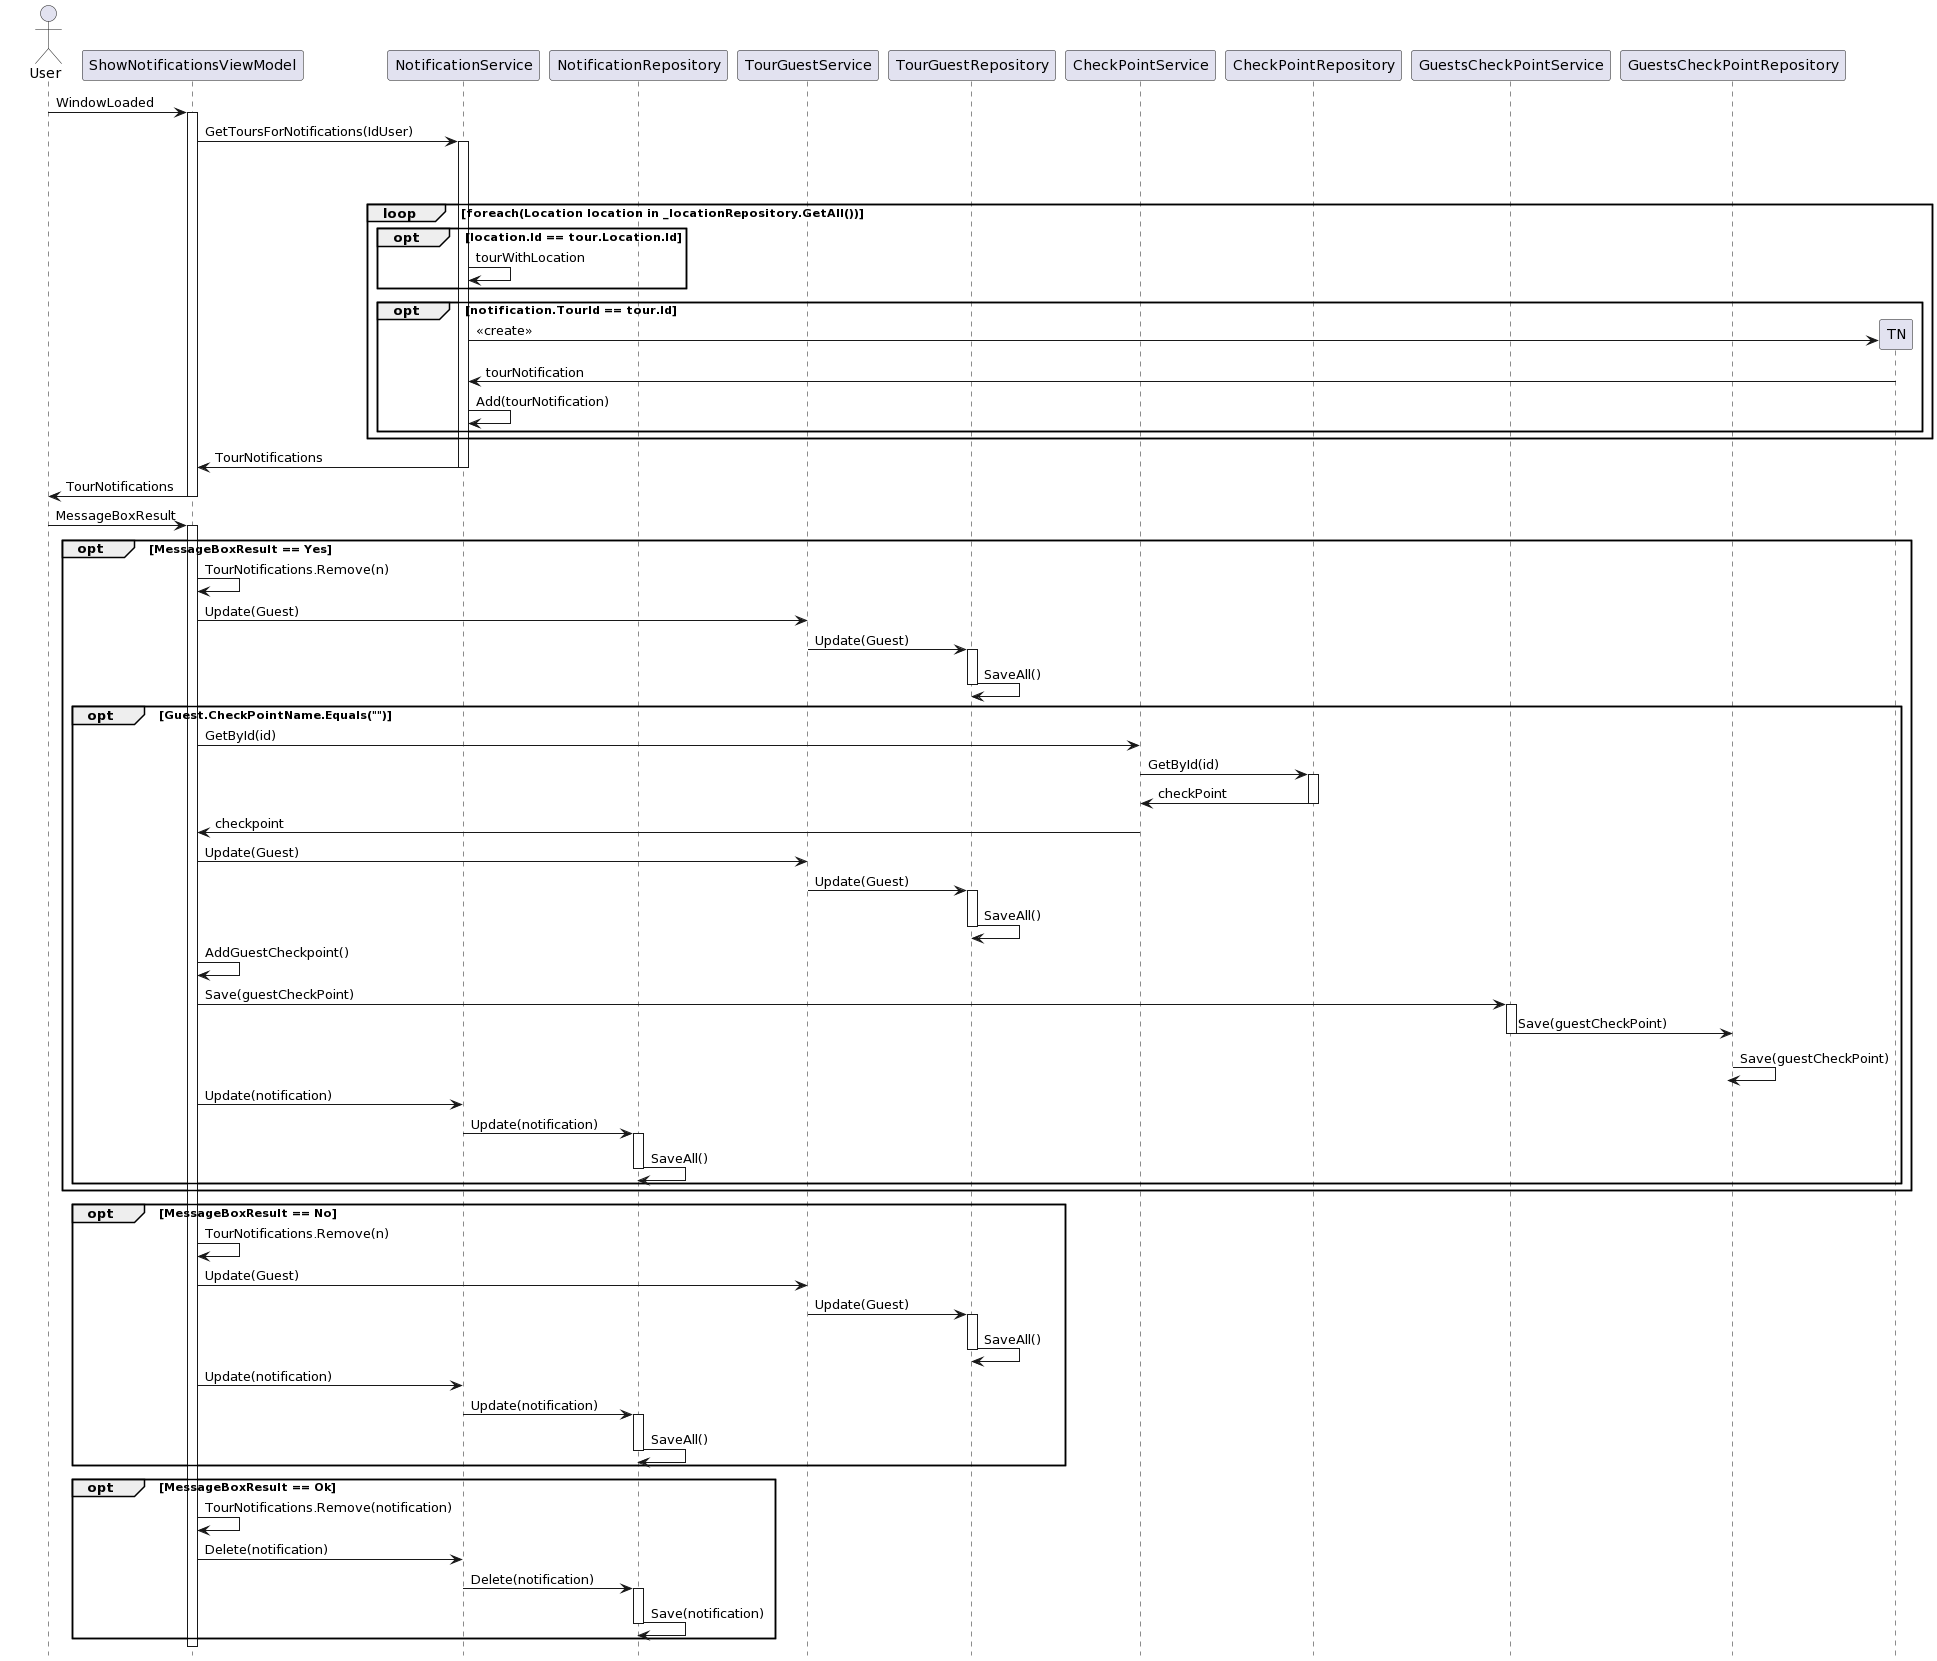 User
ShowNotificationsViewModel
NotificationService
NotificationRepository
TourGuestService
TourGuestRepository
CheckPointService
CheckPointRepository
GuestsCheckPointService
GuestsCheckPointRepository
WindowLoaded
GetToursForNotifications(IdUser)
loop [foreach(Location location in _locationRepository.GetAll())]
opt [location.Id == tour.Location.Id]
tourWithLocation
opt [notification.TourId == tour.Id]
«create»
TN
tourNotification
Add(tourNotification)
TourNotifications
TourNotifications
MessageBoxResult
opt [MessageBoxResult == Yes]
TourNotifications.Remove(n)
Update(Guest)
Update(Guest)
SaveAll()
opt [Guest.CheckPointName.Equals("")]
GetById(id)
GetById(id)
checkPoint
checkpoint
Update(Guest)
Update(Guest)
SaveAll()
AddGuestCheckpoint()
Save(guestCheckPoint)
Save(guestCheckPoint)
Save(guestCheckPoint)
Update(notification)
Update(notification)
SaveAll()
opt [MessageBoxResult == No]
TourNotifications.Remove(n)
Update(Guest)
Update(Guest)
SaveAll()
Update(notification)
Update(notification)
SaveAll()
opt [MessageBoxResult == Ok]
TourNotifications.Remove(notification)
Delete(notification)
Delete(notification)
Save(notification)